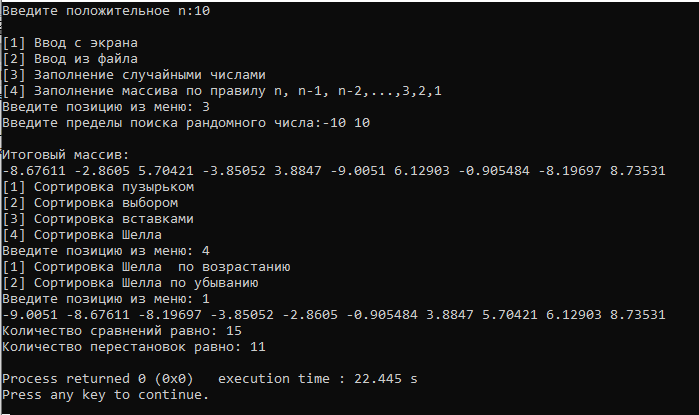 Введите положительное n:10
[1] Ввод с экрана
[2] Ввод из файла
[3] Заполнение случайными числами
[4] Заполнение массива по правилу n, n-1, n-2,...,3,2,1
Введите позицию из меню: 3
Введите пределы поиска рандомного числа:-10 10
Итоговый массив:
-8.67611 -2.8605 5.70421 -3.85052 3.8847 -9.0051 6.12903 -0.905484 -8.19697 8.73531
[1] Сортировка пузырьком
[2] Сортировка выбором
[3] Сортировка вставками
[4] Сортировка Шелла
Введите позицию из меню: 4
[1] Сортировка Шелла  по возрастанию
[2] Сортировка Шелла по убыванию
Введите позицию из меню: 1
-9.0051 -8.67611 -8.19697 -3.85052 -2.8605 -0.905484 3.8847 5.70421 6.12903 8.73531
Количество сравнений равно: 15
Количество перестановок равно: 11
Process returned 0 (0x0)   execution time : 22.445 s
Press any key to continue.